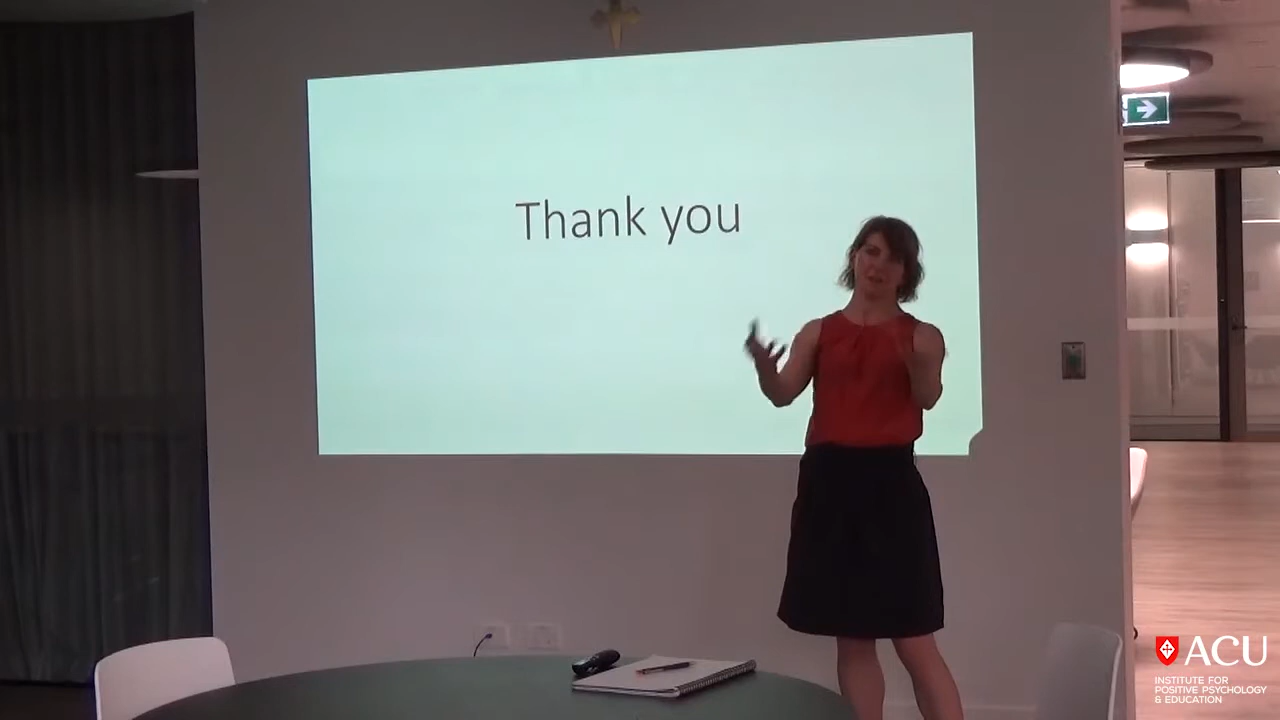 Thank you
ACU
INSTITUTE FOR
POSITIVE PSYCHOLOGY
& EDUCATION